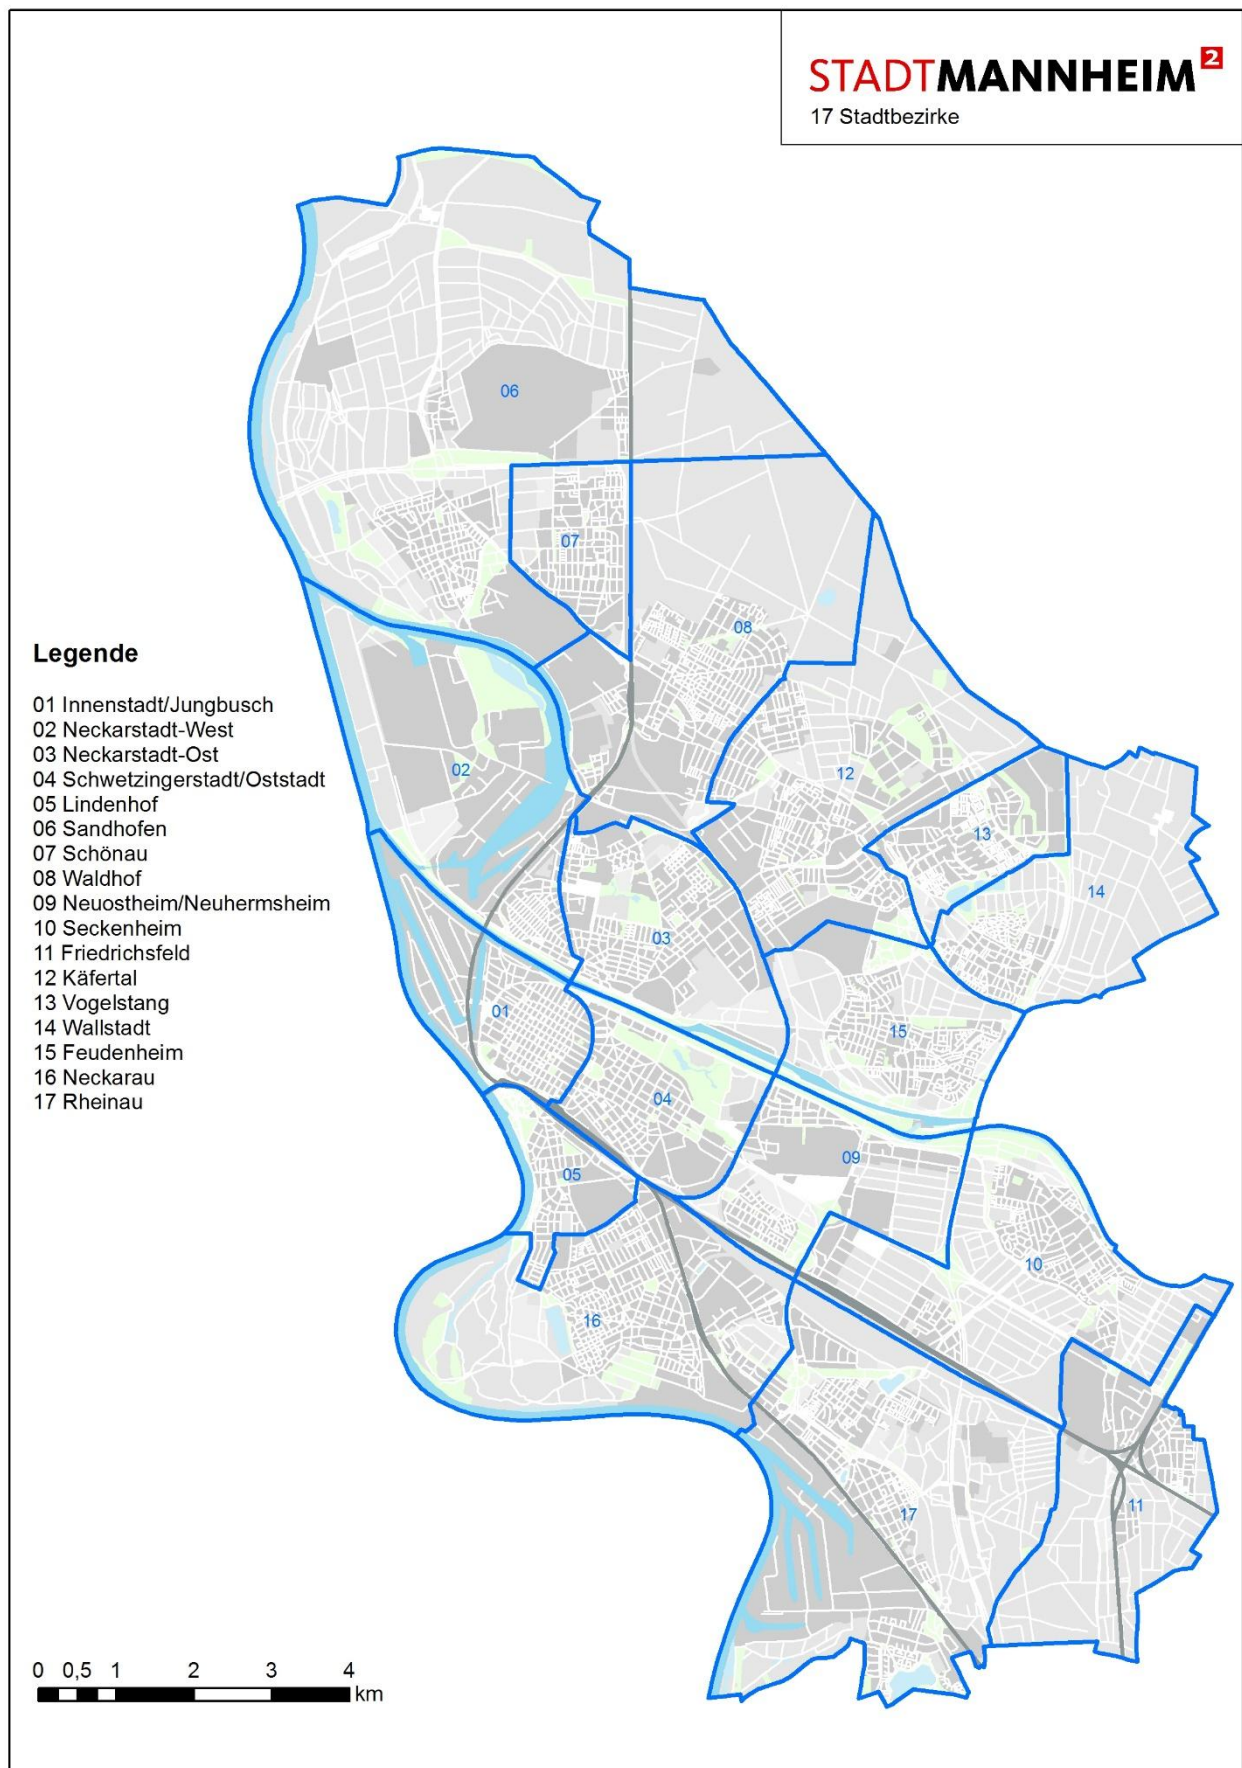 STADTMANNHEIM²
17 Stadtbezirke
06
07
08
Legende
01 Innenstadt/Jungbusch
02 Neckarstadt-West
03 Neckarstadt-Ost
04 Schwetzingerstadt/Oststadt
05 Lindenhof
06 Sandhofen
07 Schönau
08 Waldhof
09 Neuostheim/Neuhermsheim
10 Seckenheim
11 Friedrichsfeld
12 Käfertal
13 Vogelstang
14 Wallstadt
15 Feudenheim
16 Neckarau
17 Rheinau
02
12
13
14
03
01
15
04
09
05
10
16
11
17
0 0,5 1 2 3 4
km